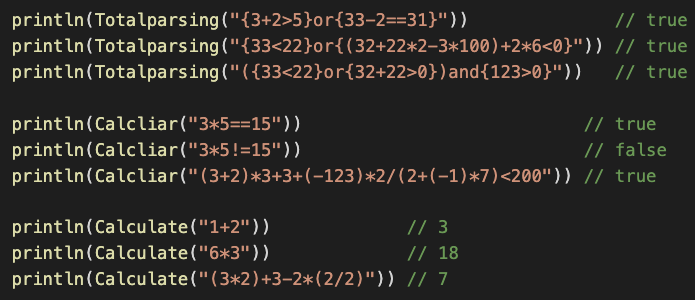 println(Totalparsing("{3+2>5}or{33-2==31}")) // true
println(Totalparsing("{33<22}or{(32+22*2-3*100)+2*6<0}")) // true
println(Totalparsing("({33<22}or{32+22>0})and{123>0}")) // true
println(Calcliar("3*5==15")) // true
println(Calcliar("3*5!=15")) // false
println(Calcliar("(3+2)*3+3+(-123)*2/(2+(-1)*7)<200")) // true
println(Calculate("1+2")) // 3
println(Calculate("6*3")) // 18
println(Calculate("(3*2)+3-2*(2/2)")) // 7